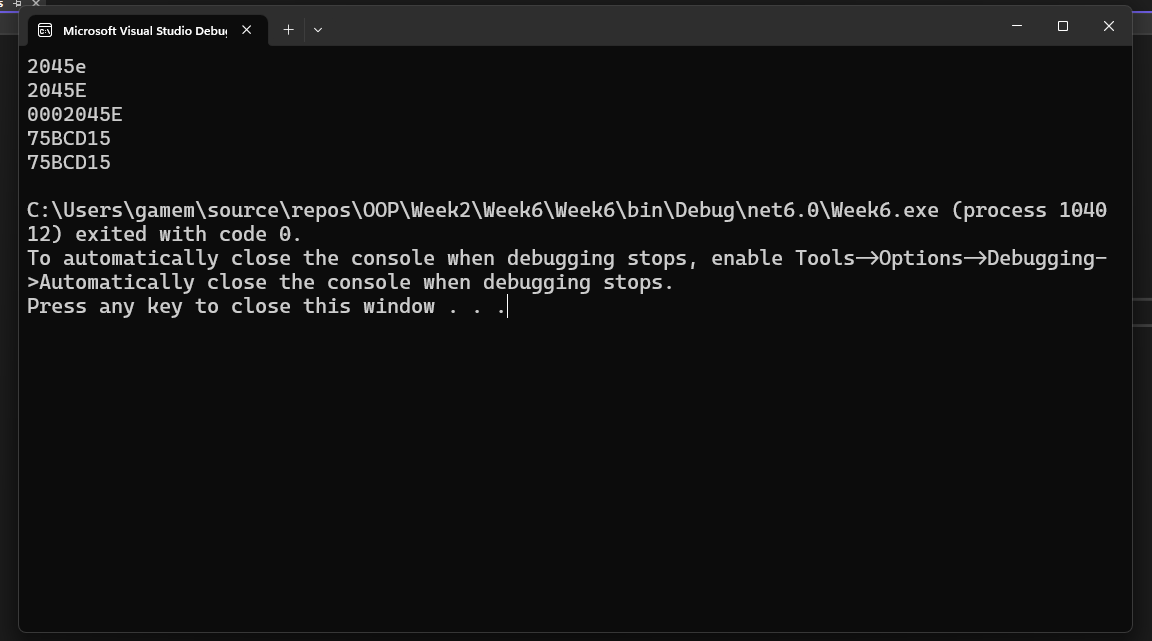 Microsoft Visual Studio Debu
2045e
2045E
0002045E
75BCD15
75BCD15
C:\Users\gamem\source\repos\OOP\Week2\Week6\Week6\bin\Debug\net6.0\Week6.exe (process 1040
12) exited with code 0.
To automatically close the console when debugging stops, enable Tools->Options->Debugging-
>Automatically close the console when debugging stops.
Press any key to close this window . . .